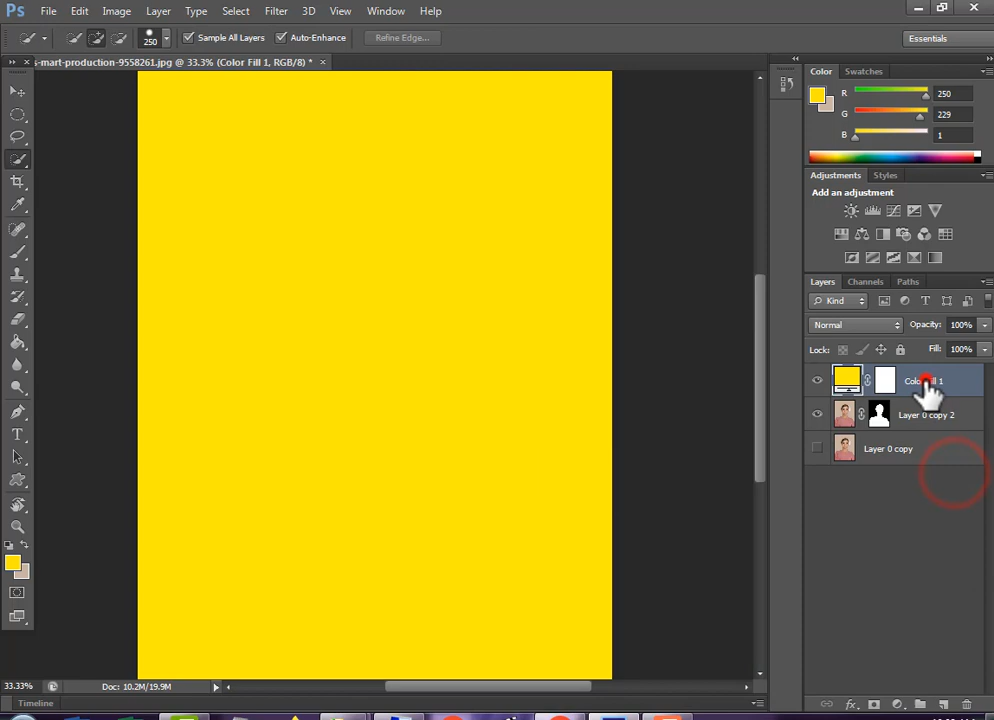 Ps File Edit Image Layer Type Select Filter 3D View Window Help
250 Sample All Layers Auto-Enhance Refine Edge... Essentials
s-mart-production-9558261.jpg @ 33.3% (Color Fill 1, RGB/8) * ×
Color Swatches
R 250
G 229
B 1
Adjustments Styles
Add an adjustment
Layers Channels Paths
Kind
Normal Opacity: 100%
Lock: Fill: 100%
Color Fill 1
Layer 0 copy 2
Layer 0 copy
33.33% Doc: 10.2M/19.9M
Timeline